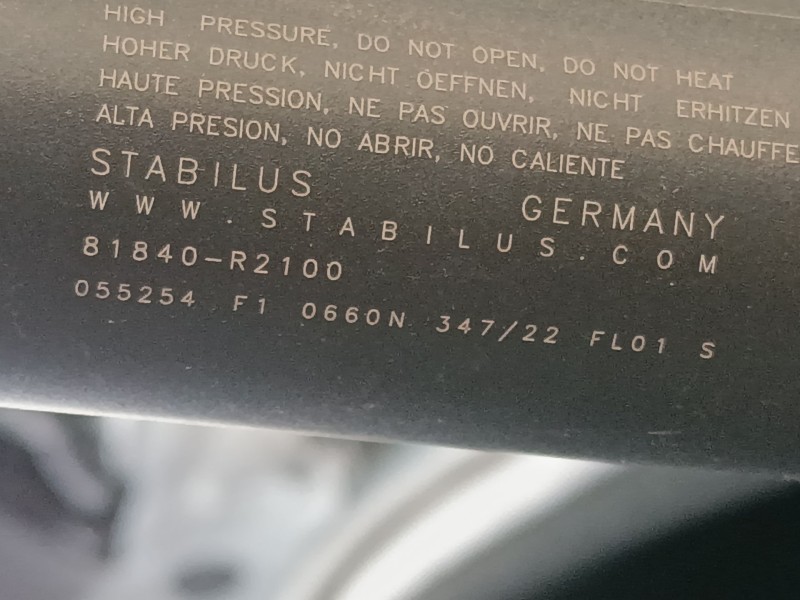 HIGH PRESSURE, DO NOT OPEN, DO NOT HEAT
HOHER DRUCK, NICHT OEFFNEN, NICHT ERHITZEN
HAUTE PRESSION, NE PAS OUVRIR, NE PAS CHAUFFE
ALTA PRESION, NO ABRIR, NO CALIENTE
STABILUS GERMANY
WWW.STABILUS.COM
81840-R2100
055254 F1 0660N 347/22 FL01 S